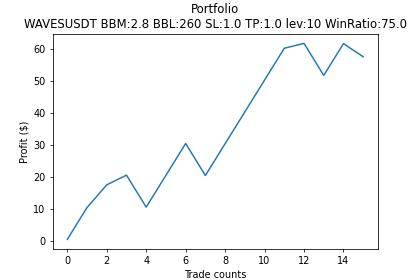 Portfolio
WAVESUSDT BBM:2.8 BBL:260 SL:1.0 TP:1.0 lev:10 WinRatio:75.0
Profit ($)
60
50
40
30
20
10
0
0 2 4 6 8 10 12 14
Trade counts